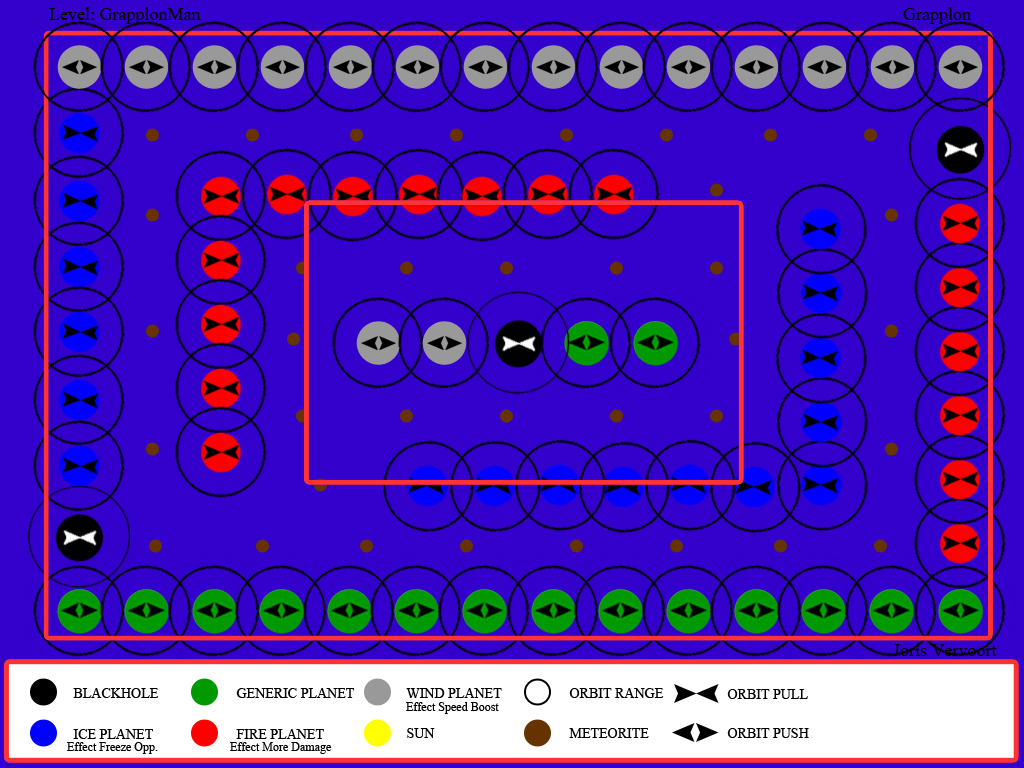 Level: GrapplonMan
Grapplon
Joris Vervoort
BLACKHOLE
GENERIC PLANET
WIND PLANET
Effect Speed Boost
ORBIT RANGE
ORBIT PULL
ICE PLANET
Effect Freeze Opp.
FIRE PLANET
Effect More Damage
SUN
METEORITE
ORBIT PUSH